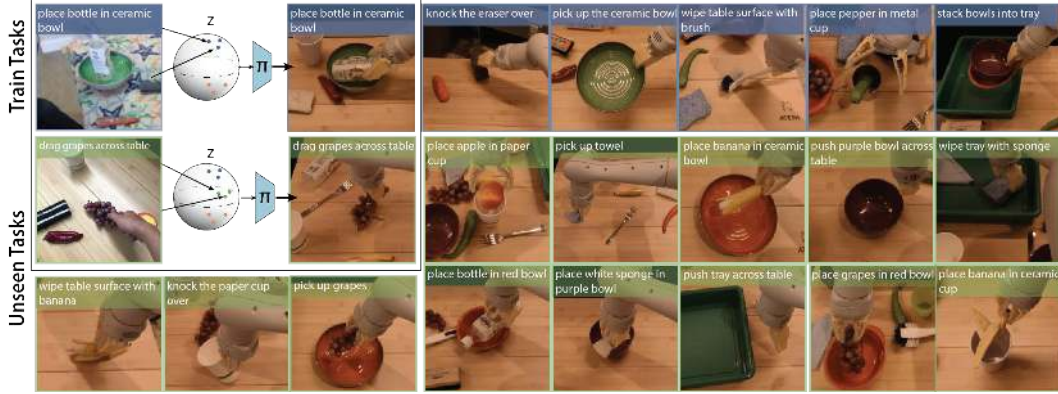 Train Tasks
place bottle in ceramic
bowl
Z
π
place bottle in ceramic
bowl
knock the eraser over
pick up the ceramic bowl
wipe table surface with
brush
place pepper in metal
cup
stack bowls into tray
Unseen Tasks
drag grapes across table
Z
π
drag grapes across table
place apple in paper
cup
pick up towel
place banana in ceramic
bowl
push purple bowl across
table
wipe tray with sponge
wipe table surface with
banana
knock the paper cup
over
pick up grapes
place bottle in red bowl
place white sponge in
purple bowl
push tray across table
place grapes in red bowl
place banana in ceramic
cup